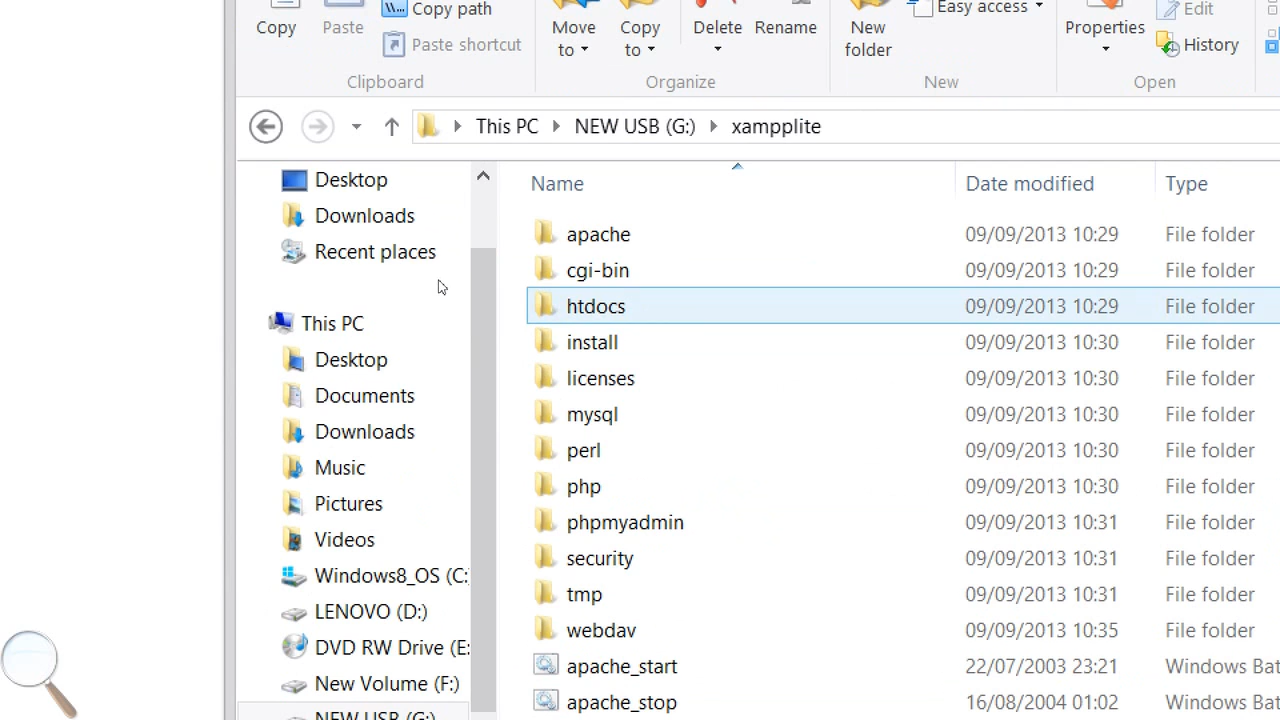 Copy
Paste
Copy path
Paste shortcut
Clipboard
Move to
Copy to
Delete
Rename
Organize
New folder
Easy access
New
Properties
Edit
History
Open
This PC NEW USB (G:) xampplite
Desktop
Downloads
Recent places
This PC
Desktop
Documents
Downloads
Music
Pictures
Videos
Windows8_OS (C:
LENOVO (D:)
DVD RW Drive (E:
New Volume (F:)
NEW USB (G:)
Name Date modified Type
apache 09/09/2013 10:29 File folder
cgi-bin 09/09/2013 10:29 File folder
htdocs 09/09/2013 10:29 File folder
install 09/09/2013 10:30 File folder
licenses 09/09/2013 10:30 File folder
mysql 09/09/2013 10:30 File folder
perl 09/09/2013 10:30 File folder
php 09/09/2013 10:30 File folder
phpmyadmin 09/09/2013 10:31 File folder
security 09/09/2013 10:31 File folder
tmp 09/09/2013 10:31 File folder
webdav 09/09/2013 10:35 File folder
apache_start 22/07/2003 23:21 Windows Bat
apache_stop 16/08/2004 01:02 Windows Bat